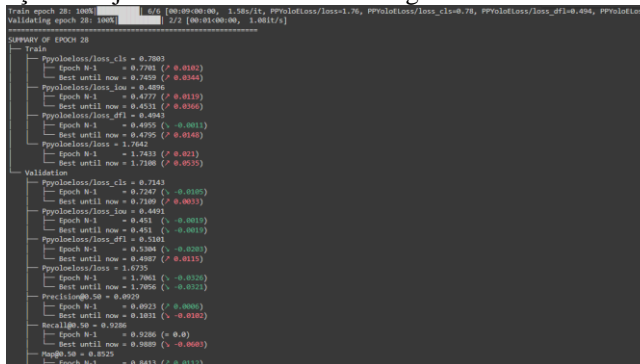 Train epoch 28: 100%| 6/6 [00:09<00:00, 1.58s/it, PPYoloELoss/loss=1.76, PPYoloELoss/loss_cls=0.78, PPYoloELoss/loss_dfl=0.494, PPYoloELos
Validating epoch 28: 100%| 2/2 [00:01<00:00, 1.08it/s]
SUMMARY OF EPOCH 28
Train
Ppyoloeloss/loss_cls = 0.7803
Epoch N-1 = 0.7701 (↗ 0.0102)
Best until now = 0.7459 (↗ 0.0344)
Ppyoloeloss/loss_iou = 0.4896
Epoch N-1 = 0.4777 (↗ 0.0119)
Best until now = 0.4531 (↗ 0.0366)
Ppyoloeloss/loss_dfl = 0.4943
Epoch N-1 = 0.4955 (↘ -0.0011)
Best until now = 0.4795 (↗ 0.0148)
Ppyoloeloss/loss = 1.7642
Epoch N-1 = 1.7433 (↗ 0.021)
Best until now = 1.7108 (↗ 0.0535)
Validation
Ppyoloeloss/loss_cls = 0.7143
Epoch N-1 = 0.7247 (↘ -0.0105)
Best until now = 0.7109 (↗ 0.0033)
Ppyoloeloss/loss_iou = 0.4491
Epoch N-1 = 0.451 (↘ -0.0019)
Best until now = 0.451 (↘ -0.0019)
Ppyoloeloss/loss_dfl = 0.5101
Epoch N-1 = 0.5304 (↘ -0.0203)
Best until now = 0.4987 (↗ 0.0115)
Ppyoloeloss/loss = 1.6735
Epoch N-1 = 1.7061 (↘ -0.0326)
Best until now = 1.7056 (↘ -0.0321)
Precision@0.50 = 0.0929
Epoch N-1 = 0.0923 (↗ 0.0006)
Best until now = 0.1031 (↘ -0.0102)
Recall@0.50 = 0.9286
Epoch N-1 = 0.9286 (= 0.0)
Best until now = 0.9889 (↘ -0.0603)
Map@0.50 = 0.8525
Epoch N-1 = 0.8413 (↗ 0.0112)